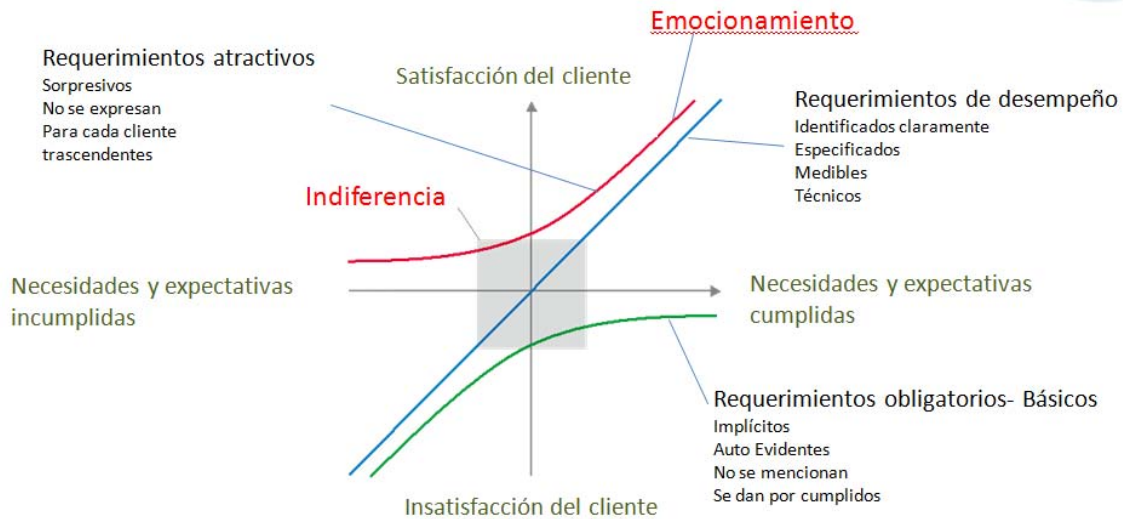 Emocionamiento
Requerimientos atractivos
Sorpresivos
No se expresan
Para cada cliente
trascendentes
Satisfacción del cliente
Requerimientos de desempeño
Identificados claramente
Especificados
Medibles
Técnicos
Indiferencia
Necesidades y expectativas
incumplidas
Necesidades y expectativas
cumplidas
Requerimientos obligatorios- Básicos
Implícitos
Auto Evidentes
No se mencionan
Se dan por cumplidos
Insatisfacción del cliente